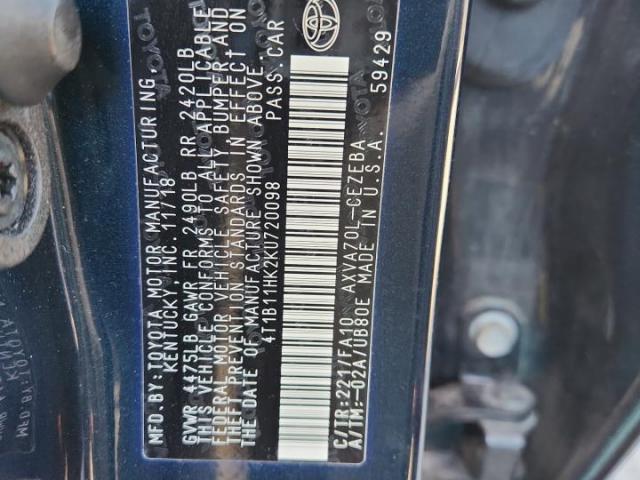 MFD.BY:TOYOTA MOTOR MANUFACTURING,
KENTUCKY, INC. 11/18
GVWR 4475LB GAWR FR 2490LB RR 2420LB
THIS VEHICLE CONFORMS TO ALL APPLICABLE
FEDERAL MOTOR VEHICLE SAFETY BUMPER AND
THEFT PREVENTION STANDARDS IN EFFECT ON
THE DATE OF MANUFACTURE SHOWN ABOVE.
4T1B11HK2KU720098 PASS.CAR
C/TR:221/FA10 AXVA70L-CEZEBA
A/TM:-02A/UB80E MADE IN U.S.A.
59429